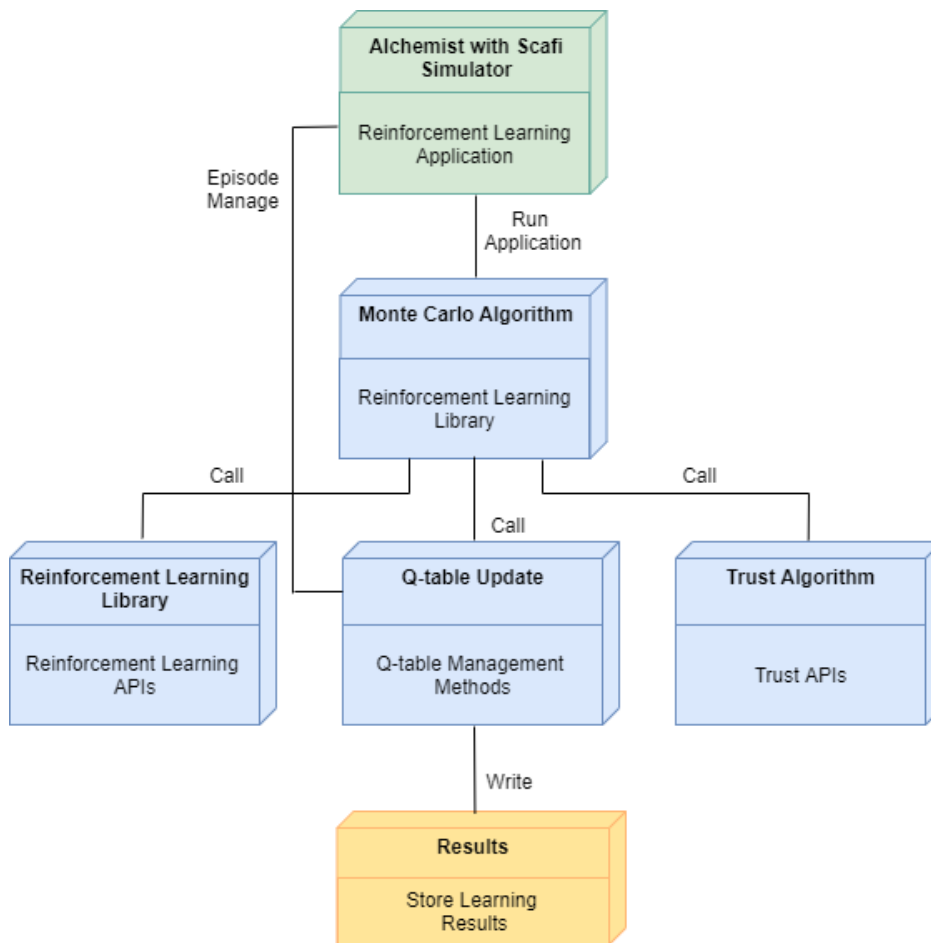 Alchemist with Scafi
Simulator
Reinforcement Learning
Application
Episode
Manage
Run
Application
Monte Carlo Algorithm
Reinforcement Learning
Library
Call
Call
Call
Reinforcement Learning
Library
Reinforcement Learning
APIs
Q-table Update
Q-table Management
Methods
Trust Algorithm
Trust APIs
Write
Results
Store Learning
Results